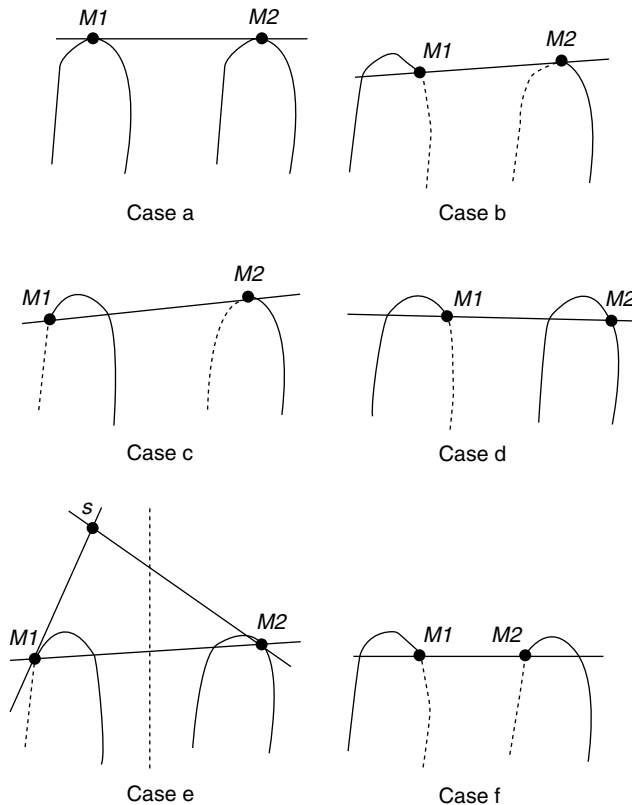 M1 M2
Case a
M1 M2
Case b
M1 M2
Case c
M1 M2
Case d
s
M1 M2
Case e
M1 M2
Case f